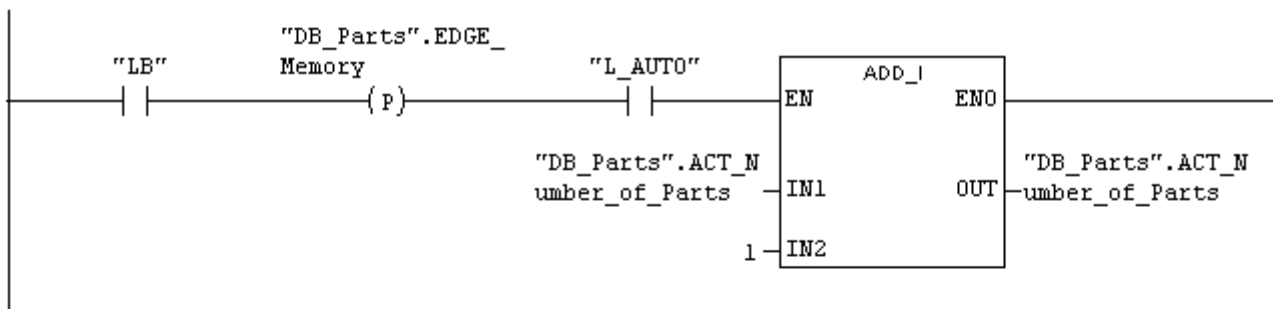 "DB_Parts".EDGE_
"LB"
Memory
"L_AUTO"
ADD_I
( P )
EN
ENO
"DB_Parts".ACT_N
umber_of_Parts
IN1
OUT
"DB_Parts".ACT_N
umber_of_Parts
1
IN2